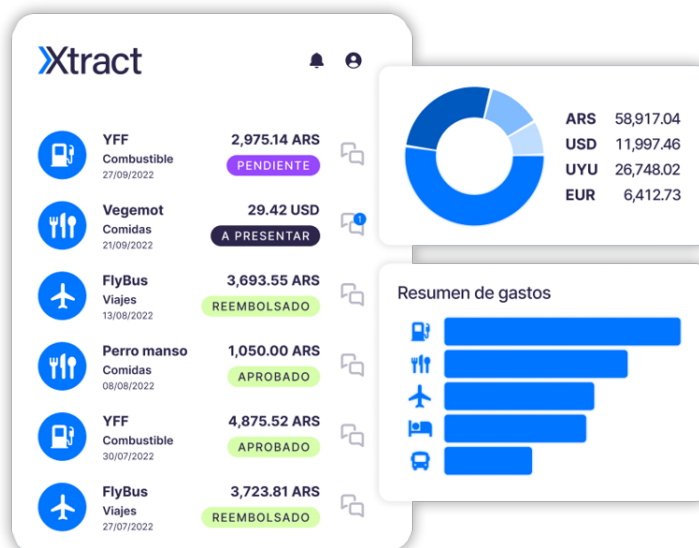 Xtract
YFF
2,975.14 ARS
Combustible
PENDIENTE
27/09/2022
Vegemot
29.42 USD
Comidas
A PRESENTAR
1
21/09/2022
FlyBus
3,693.55 ARS
Viajes
REEMBOLSADO
13/08/2022
Perro manso
1,050.00 ARS
Comidas
APROBADO
08/08/2022
YFF
4,875.52 ARS
Combustible
APROBADO
30/07/2022
FlyBus
3,723.81 ARS
Viajes
REEMBOLSADO
27/07/2022
ARS 58,917.04
USD 11,997.46
UYU 26,748.02
EUR 6,412.73
Resumen de gastos